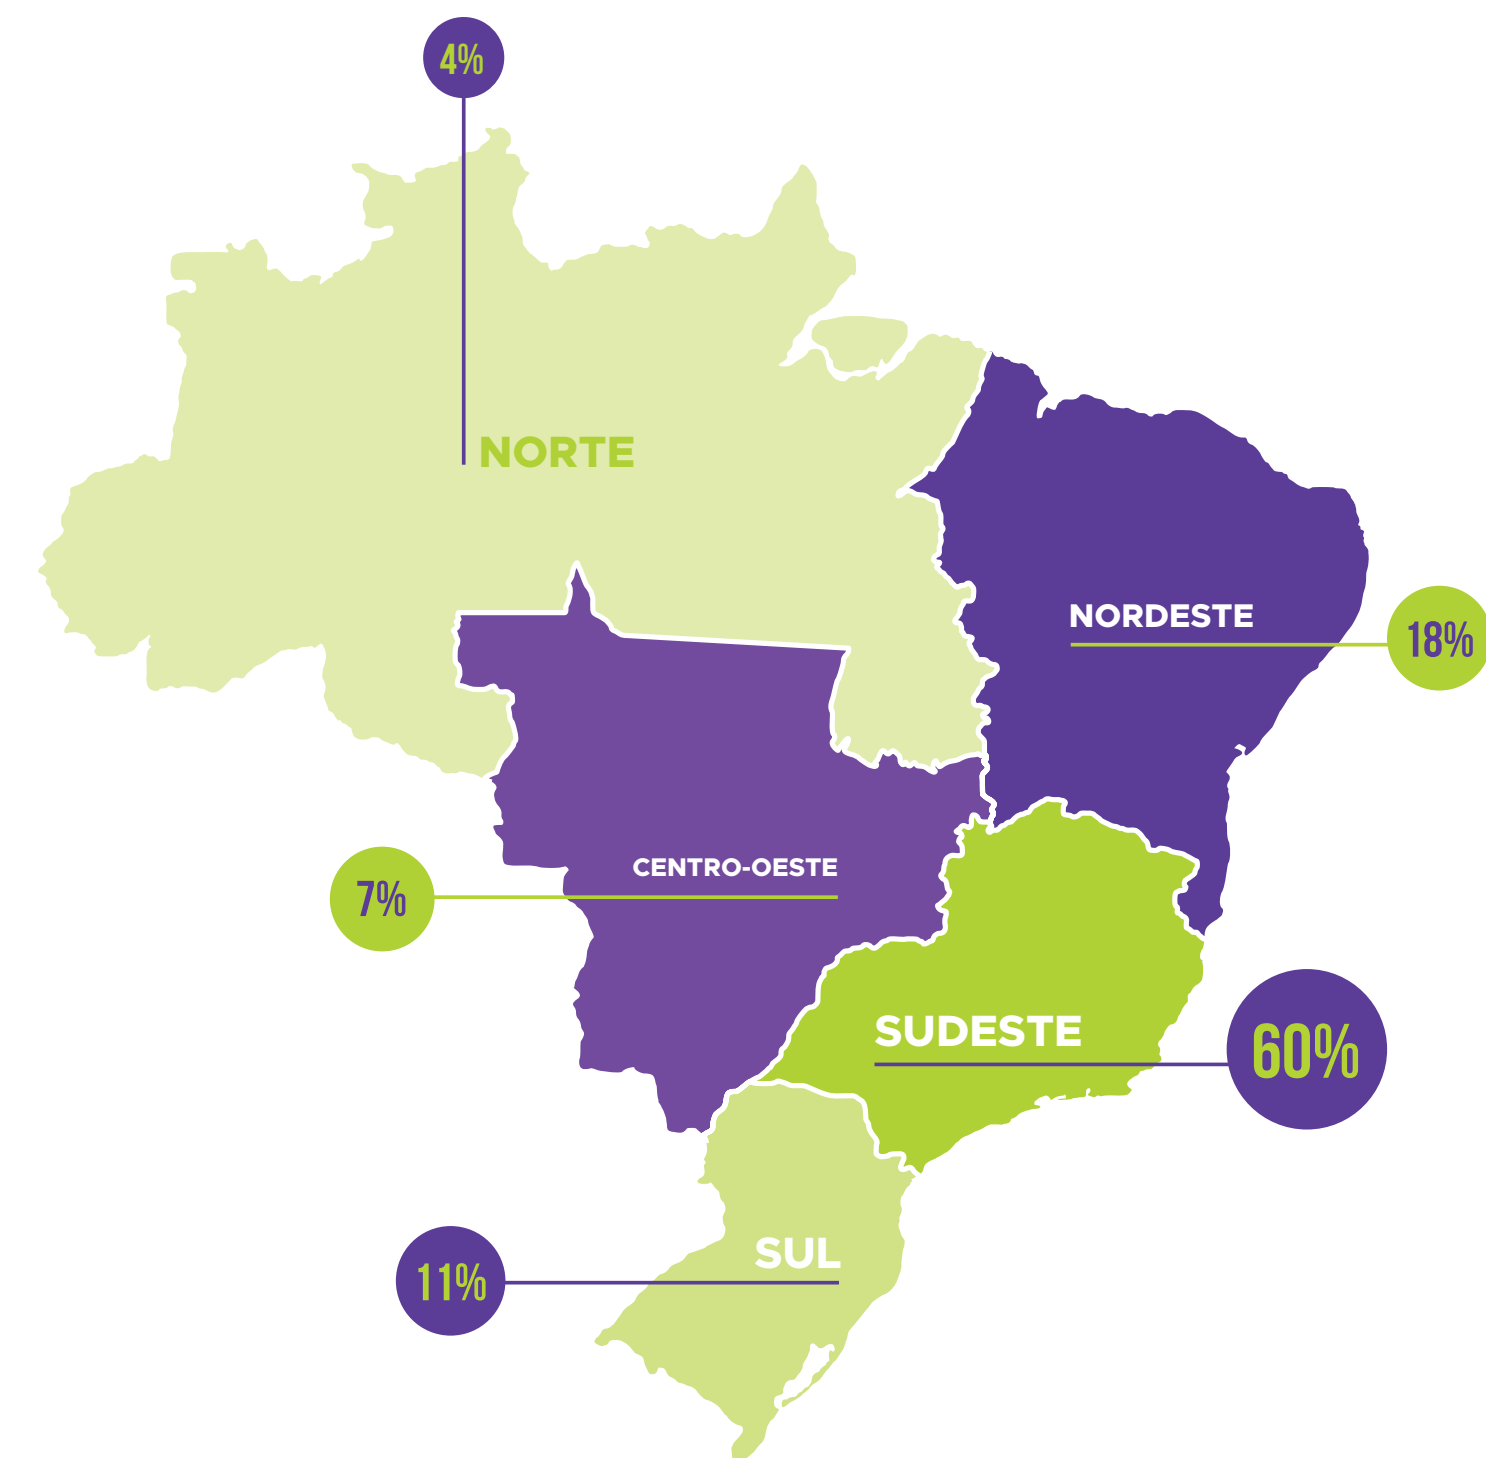 4%
NORTE
NORDESTE
18%
CENTRO-OESTE
7%
SUDESTE
60%
SUL
11%